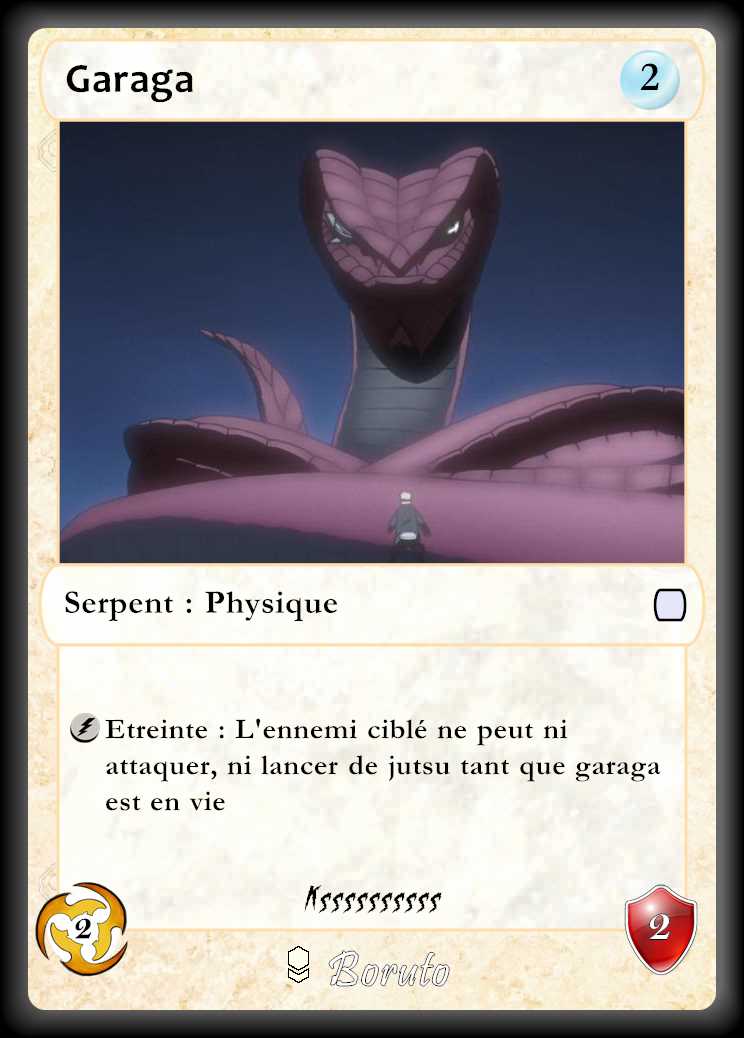 Garaga
2
Serpent : Physique
Etreinte : L'ennemi ciblé ne peut ni
attaquer, ni lancer de jutsu tant que garaga
est en vie
Kssssssssss
2
2
Boruto